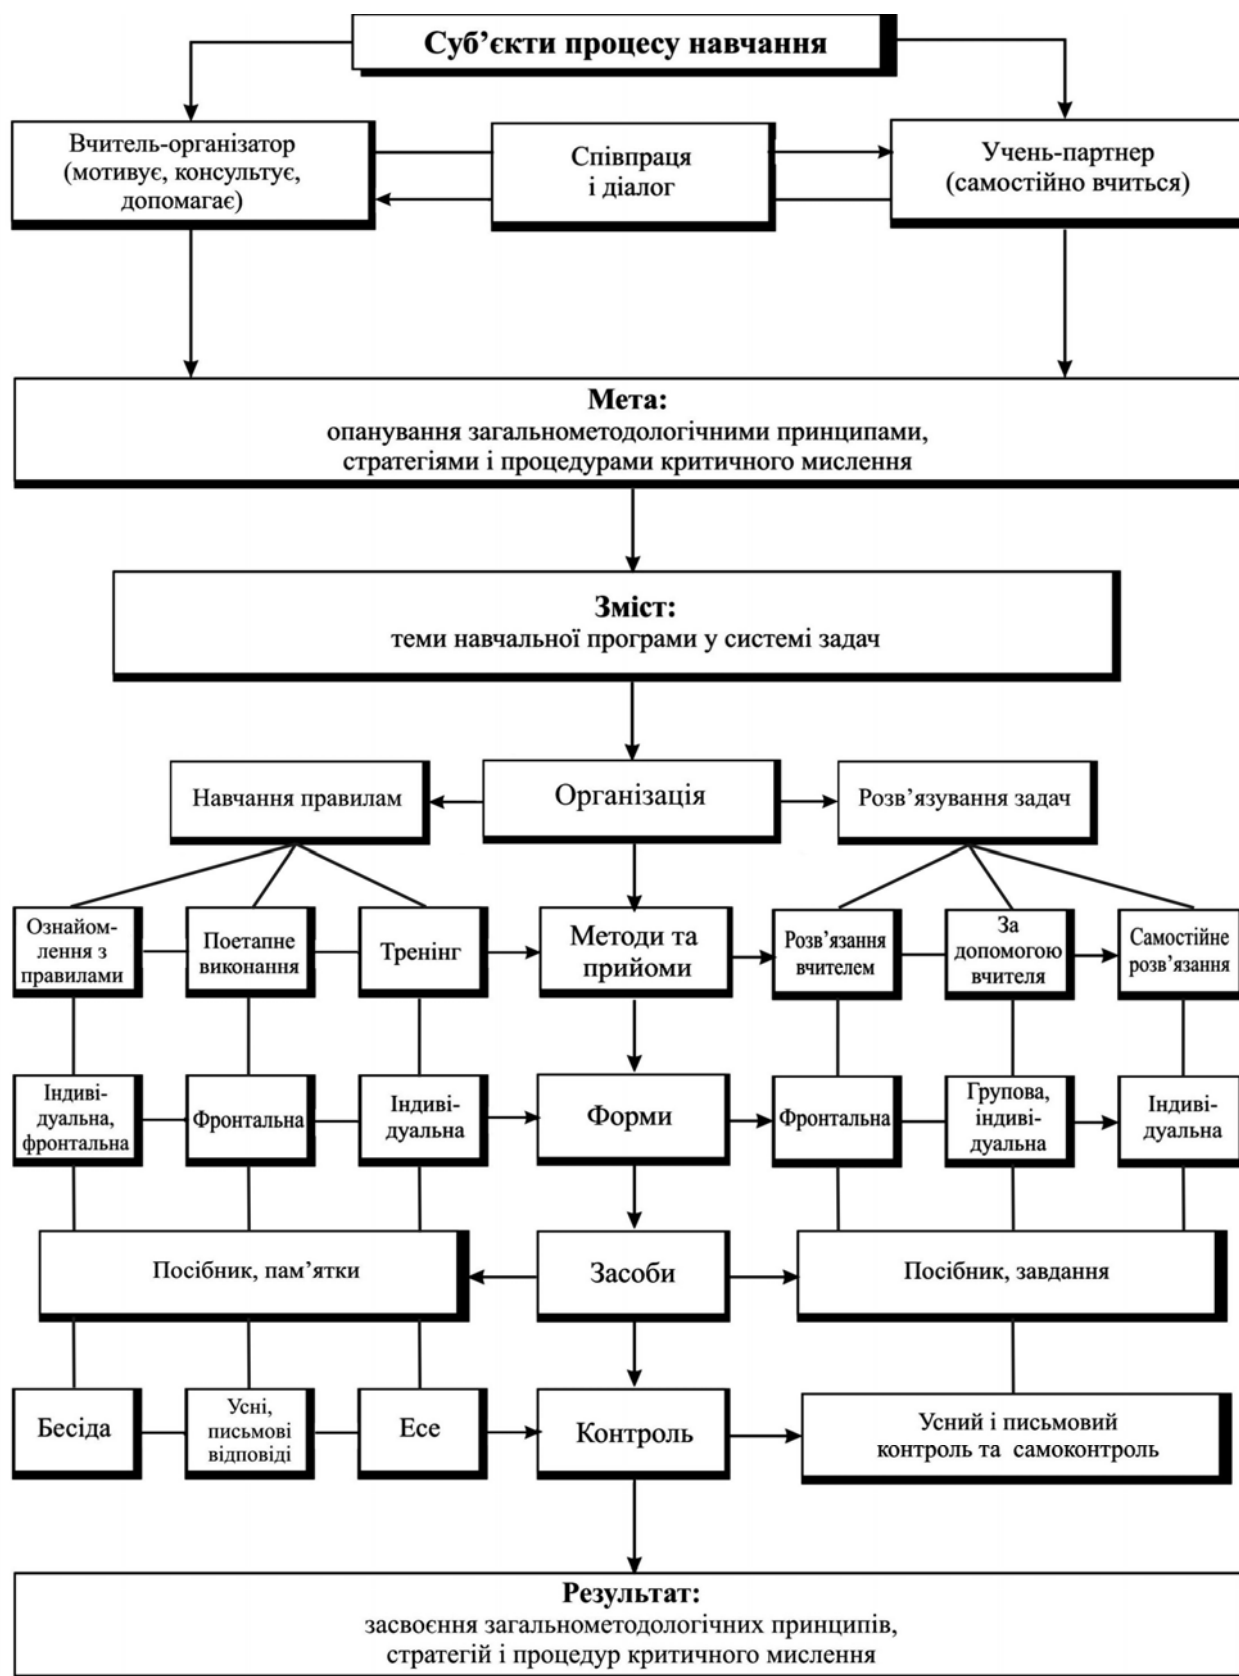 Суб’єкти процесу навчання
Вчитель-організатор
(мотивує, консультує,
допомагає)
Співпраця
і діалог
Учень-партнер
(самостійно вчиться)
Мета:
опанування загальнометодологічними принципами,
стратегіями і процедурами критичного мислення
Зміст:
теми навчальної програми у системі задач
Навчання правилам
Організація
Розв’язування задач
Ознайом-
лення з
правилами
Поетапне
виконання
Тренінг
Методи та
прийоми
Розв’язання
вчителем
За
допомогою
вчителя
Самостійне
розв’язання
Індиві-
дуальна,
фронтальна
Фронтальна
Індиві-
дуальна
Форми
Фронтальна
Групова,
індиві-
дуальна
Індиві-
дуальна
Посібник, пам’ятки
Засоби
Посібник, завдання
Бесіда
Усні,
письмові
відповіді
Есе
Контроль
Усний і письмовий
контроль та самоконтроль
Результат:
засвоєння загальнометодологічних принципів,
стратегій і процедур критичного мислення